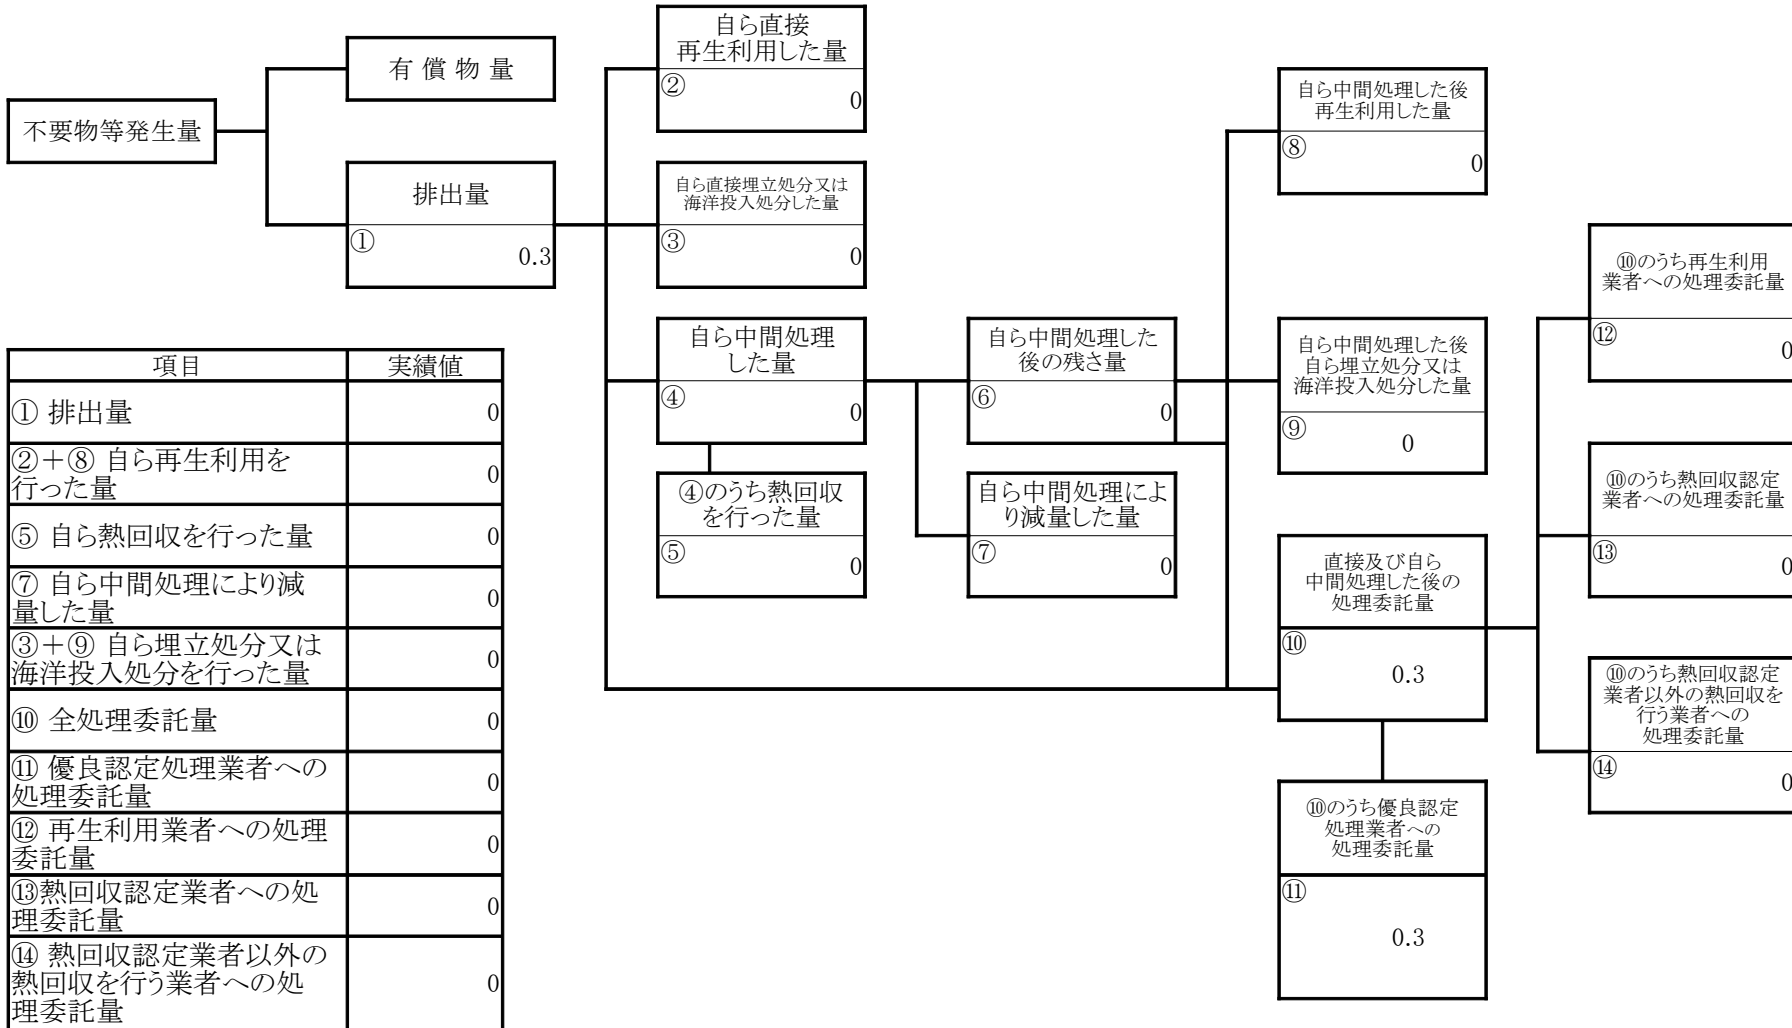 不要物等発生量
有 償 物 量
排出量
①
0.3
自ら直接
再生利用した量
②
0
自ら直接埋立処分又は
海洋投入処分した量
③
0
自ら中間処理
した量
④
0
④のうち熱回収
を行った量
⑤
0
自ら中間処理した
後の残さ量
⑥
0
自ら中間処理によ
り減量した量
⑦
0
自ら中間処理した後
再生利用した量
⑧
0
自ら中間処理した後
自ら埋立処分又は
海洋投入処分した量
⑨
0
直接及び自ら
中間処理した後の
処理委託量
⑩
0.3
⑩のうち優良認定
処理業者への
処理委託量
⑪
0.3
⑩のうち再生利用
業者への処理委託量
⑫
0
⑩のうち熱回収認定
業者への処理委託量
⑬
0
⑩のうち熱回収認定
業者以外の熱回収を
行う業者への
処理委託量
⑭
0
項目 実績値
① 排出量 0
②＋⑧ 自ら再生利用を
行った量 0
⑤ 自ら熱回収を行った量 0
⑦ 自ら中間処理により減
量した量 0
③＋⑨ 自ら埋立処分又は
海洋投入処分を行った量 0
⑩ 全処理委託量 0
⑪ 優良認定処理業者への
処理委託量 0
⑫ 再生利用業者への処理
委託量 0
⑬熱回収認定業者への処
理委託量 0
⑭ 熱回収認定業者以外の
熱回収を行う業者への処
理委託量 0